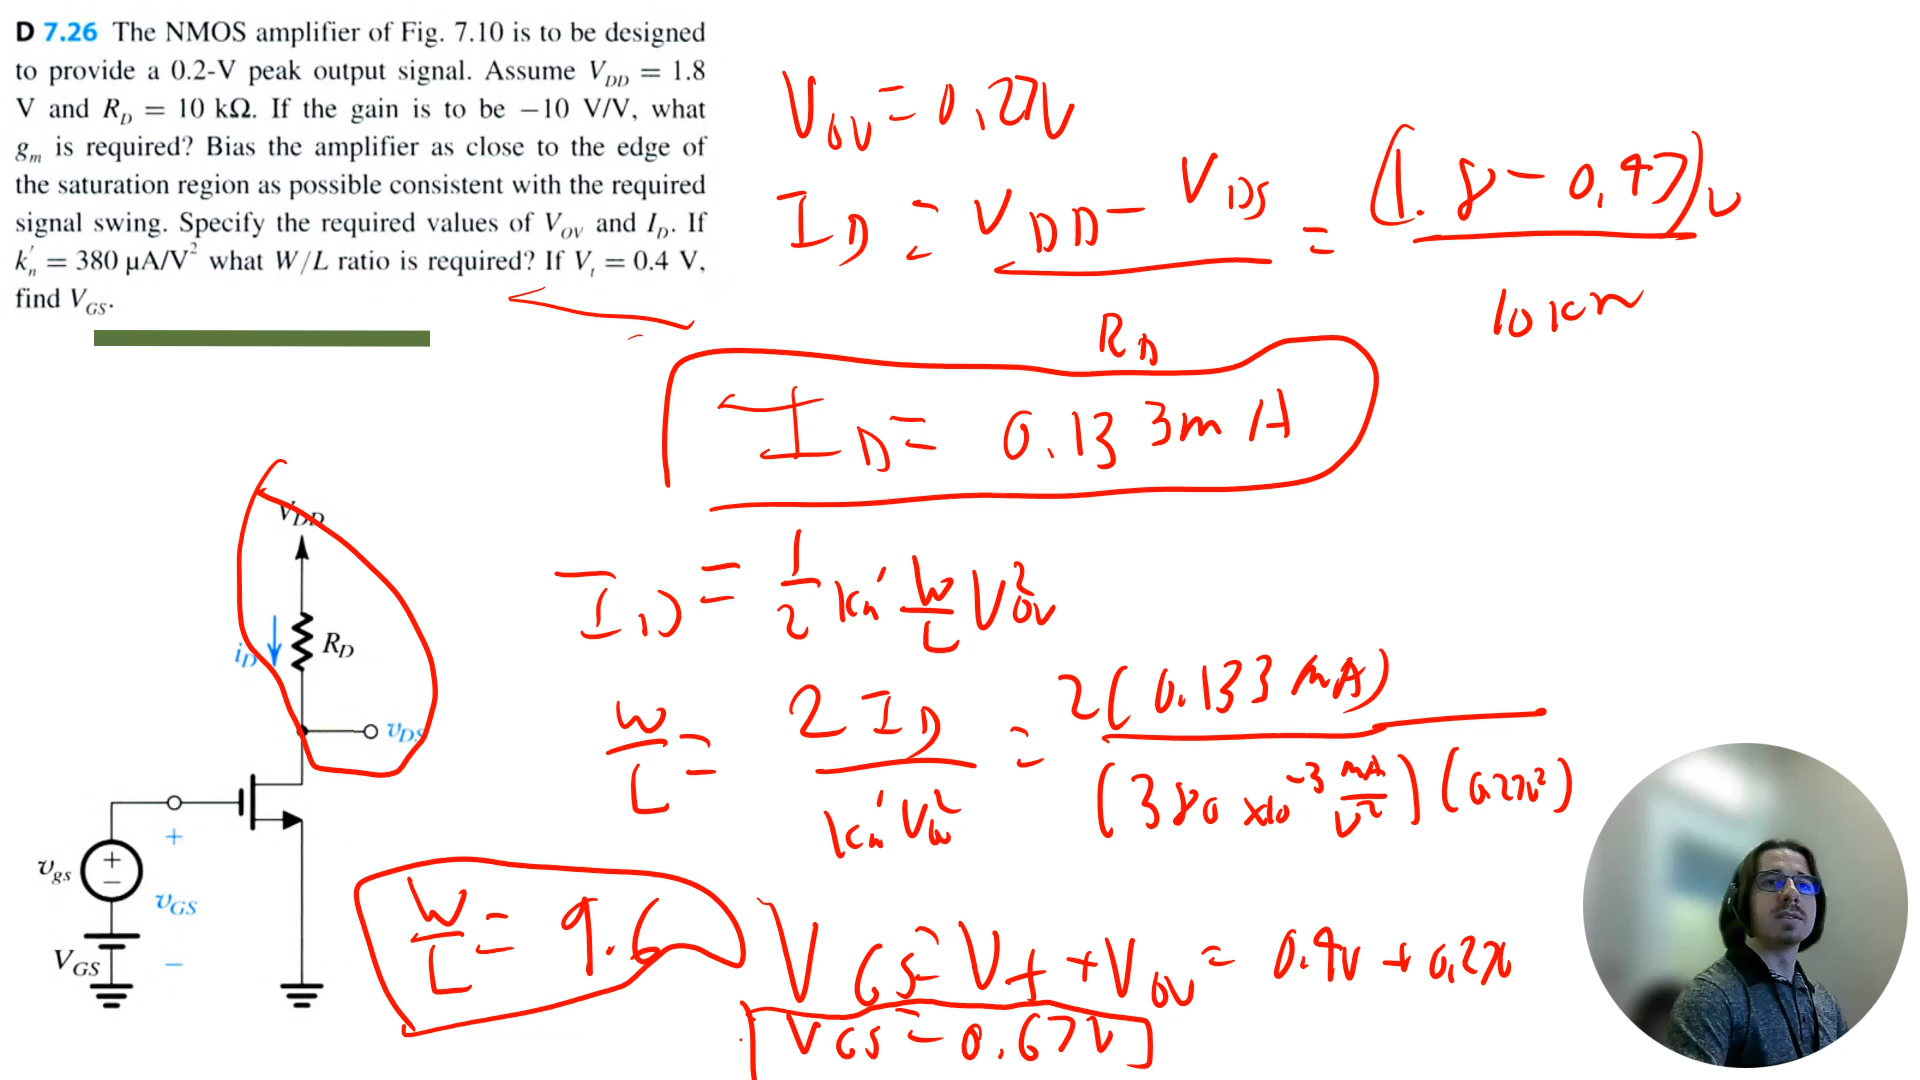 D 7.26 The NMOS amplifier of Fig. 7.10 is to be designed
to provide a 0.2-V peak output signal. Assume V_DD = 1.8
V and R_D = 10 kΩ. If the gain is to be −10 V/V, what
g_m is required? Bias the amplifier as close to the edge of
the saturation region as possible consistent with the required
signal swing. Specify the required values of V_OV and I_D. If
k'_n = 380 μA/V² what W/L ratio is required? If V_t = 0.4 V,
find V_GS.
V_OV = 0.27V
I_D = (V_DD − V_DS) / R_D = (1.8 − 0.47)V / 10kΩ
I_D = 0.133mA
I_D = 1/2 kn' W/L V_OV²
W/L = 2 I_D / kn' V_OV² = 2(0.133 mA) / (380 x10⁻³ mA/V²)(0.27V²)
W/L = 9.6
V_GS = V_t + V_OV = 0.4V + 0.27V
V_GS = 0.67V
V_DD
i_D
R_D
v_DS
+
v_gs
+
−
v_GS
V_GS
−